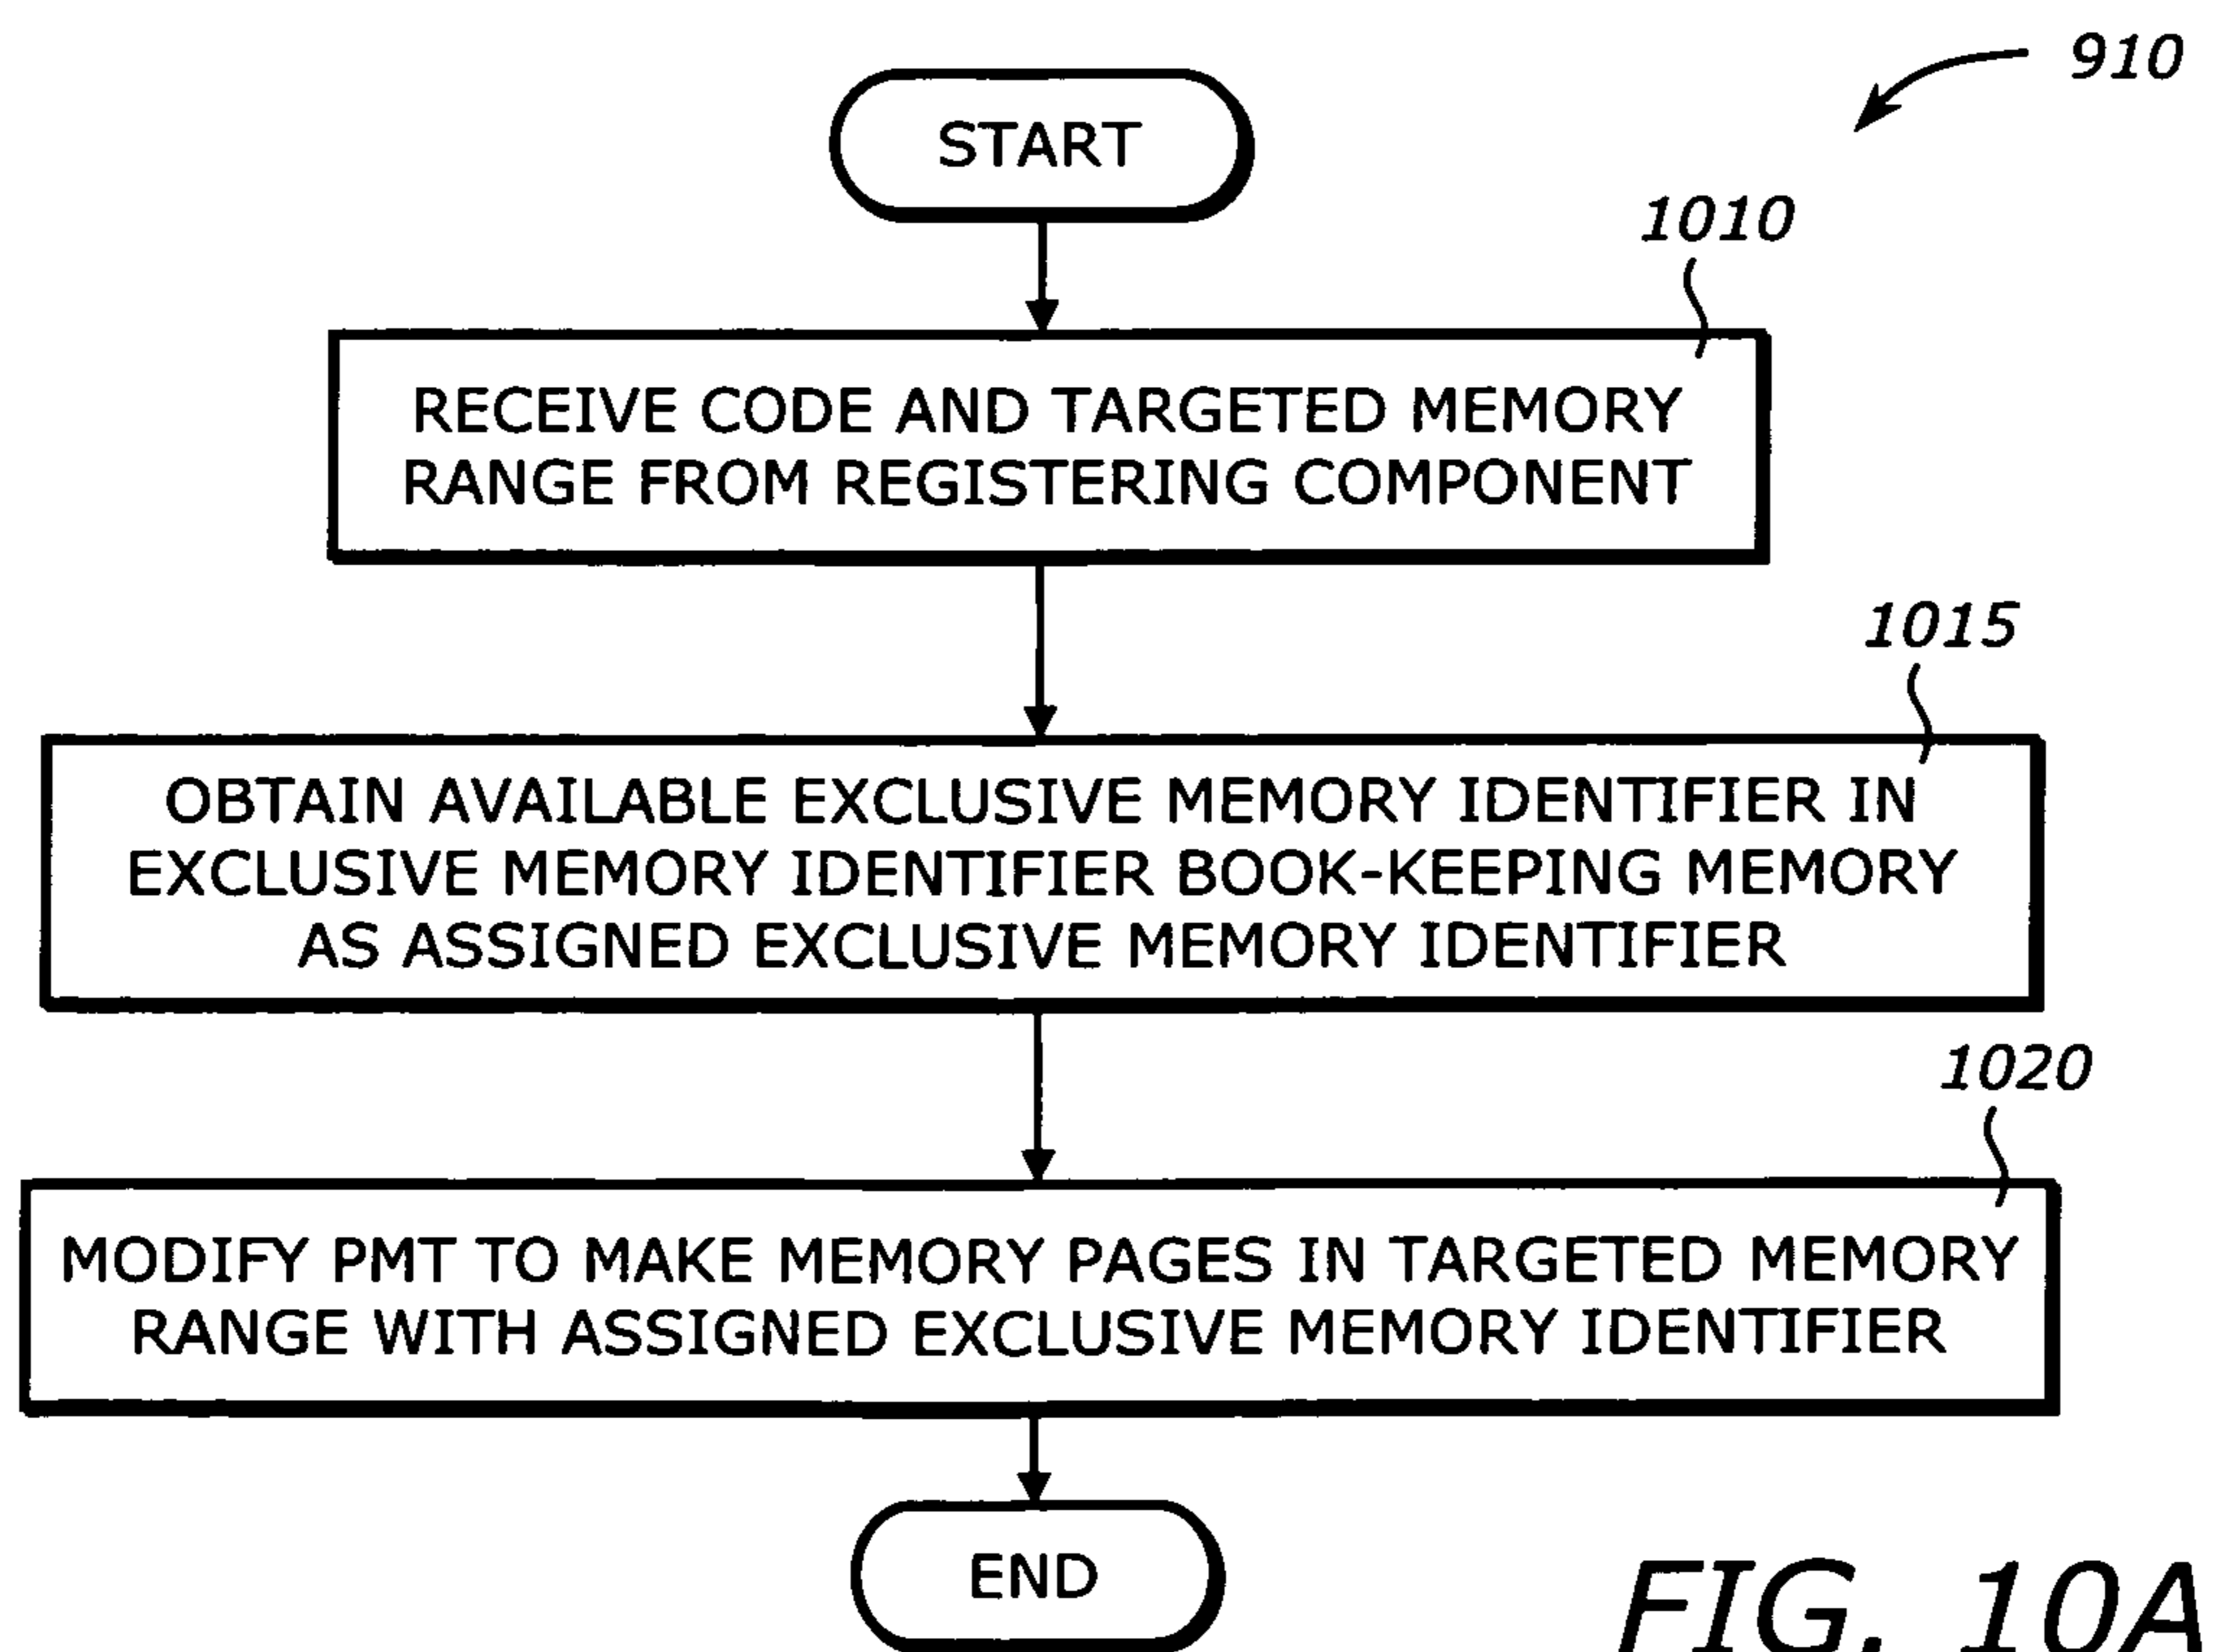 910
START
1010
RECEIVE CODE AND TARGETED MEMORY
RANGE FROM REGISTERING COMPONENT
1015
OBTAIN AVAILABLE EXCLUSIVE MEMORY IDENTIFIER IN
EXCLUSIVE MEMORY IDENTIFIER BOOK-KEEPING MEMORY
AS ASSIGNED EXCLUSIVE MEMORY IDENTIFIER
1020
MODIFY PMT TO MAKE MEMORY PAGES IN TARGETED MEMORY
RANGE WITH ASSIGNED EXCLUSIVE MEMORY IDENTIFIER
END
FIG. 10A